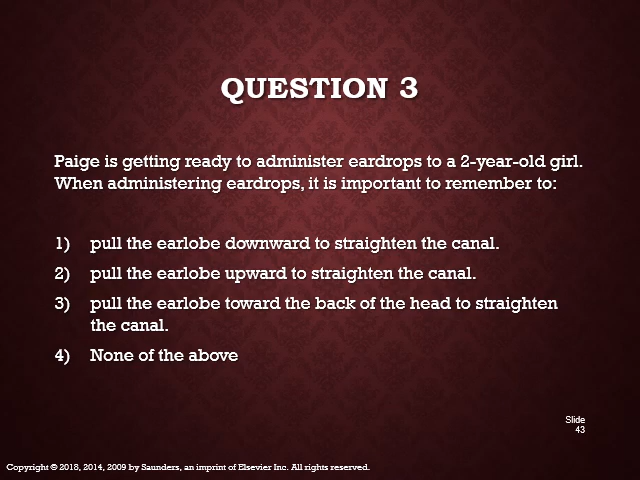 QUESTION 3
Paige is getting ready to administer eardrops to a 2-year-old girl.
When administering eardrops, it is important to remember to:
1) pull the earlobe downward to straighten the canal.
2) pull the earlobe upward to straighten the canal.
3) pull the earlobe toward the back of the head to straighten
the canal.
4) None of the above
Slide
43
Copyright © 2018, 2014, 2009 by Saunders, an imprint of Elsevier Inc. All rights reserved.